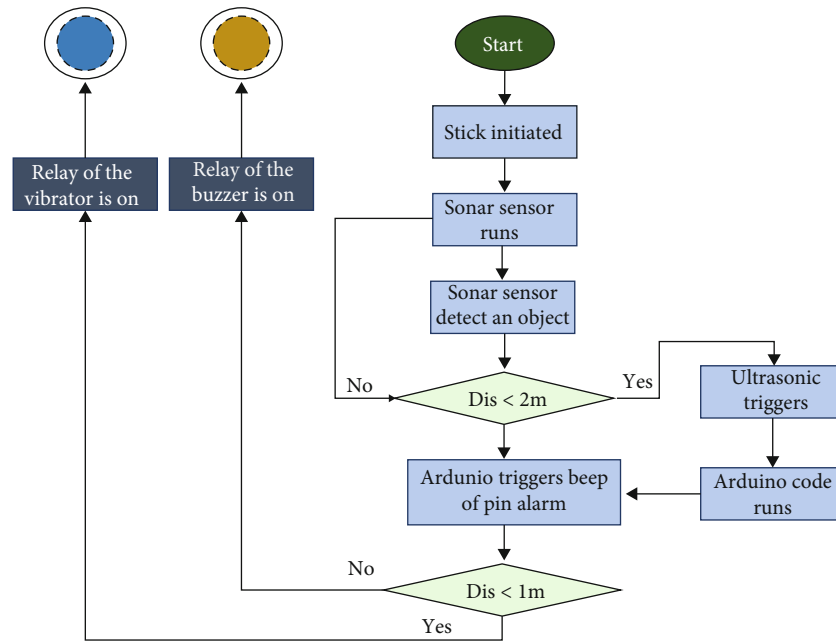 Start
Stick initiated
Relay of the
vibrator is on
Relay of the
buzzer is on
Sonar sensor
runs
Sonar sensor
detect an object
No
Dis < 2m
Yes
Ultrasonic
triggers
Ardunio triggers beep
of pin alarm
Arduino code
runs
No
Dis < 1m
Yes